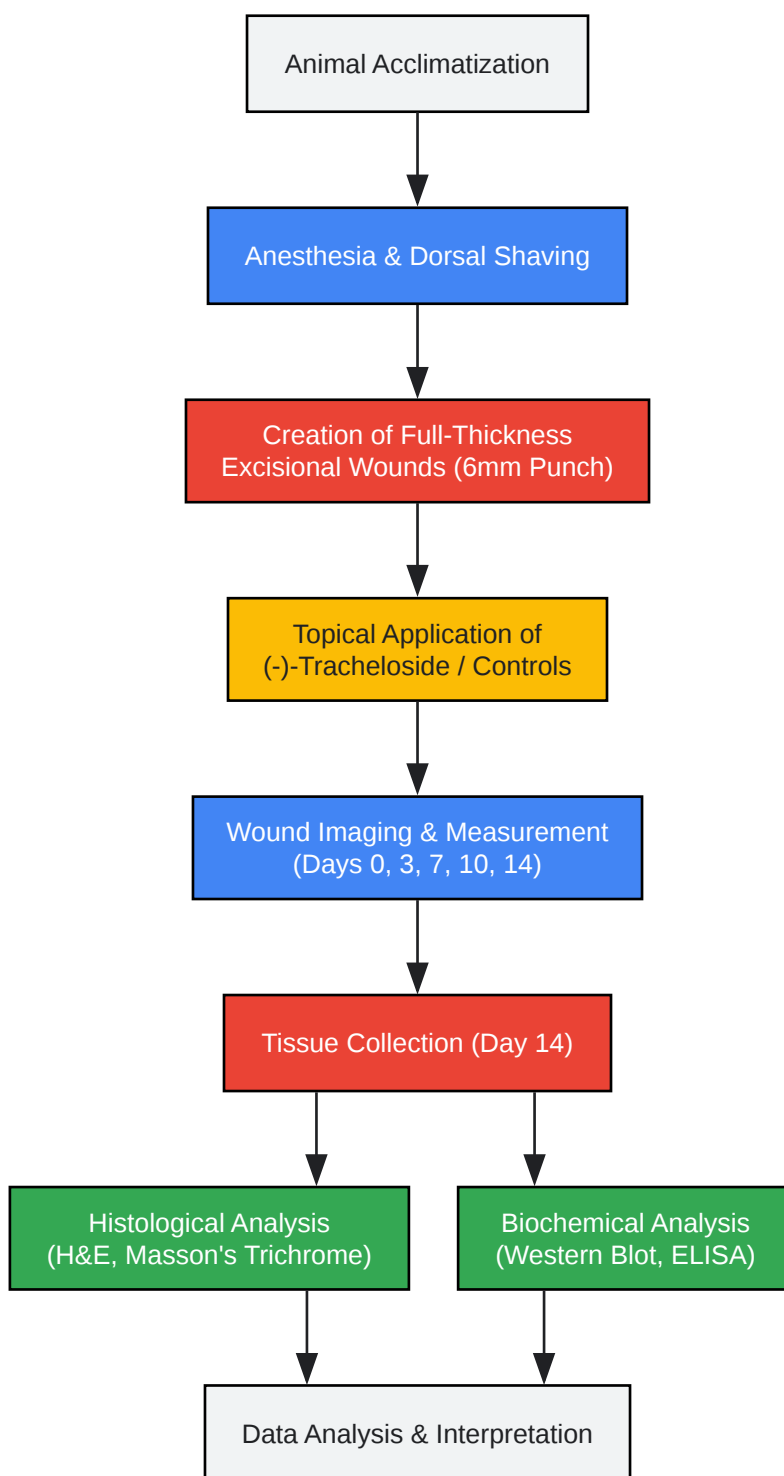 Animal Acclimatization
Anesthesia & Dorsal Shaving
Creation of Full-Thickness
Excisional Wounds (6mm Punch)
Topical Application of
(-)-Tracheloside / Controls
Wound Imaging & Measurement
(Days 0, 3, 7, 10, 14)
Tissue Collection (Day 14)
Histological Analysis
(H&E, Masson's Trichrome)
Biochemical Analysis
(Western Blot, ELISA)
Data Analysis & Interpretation